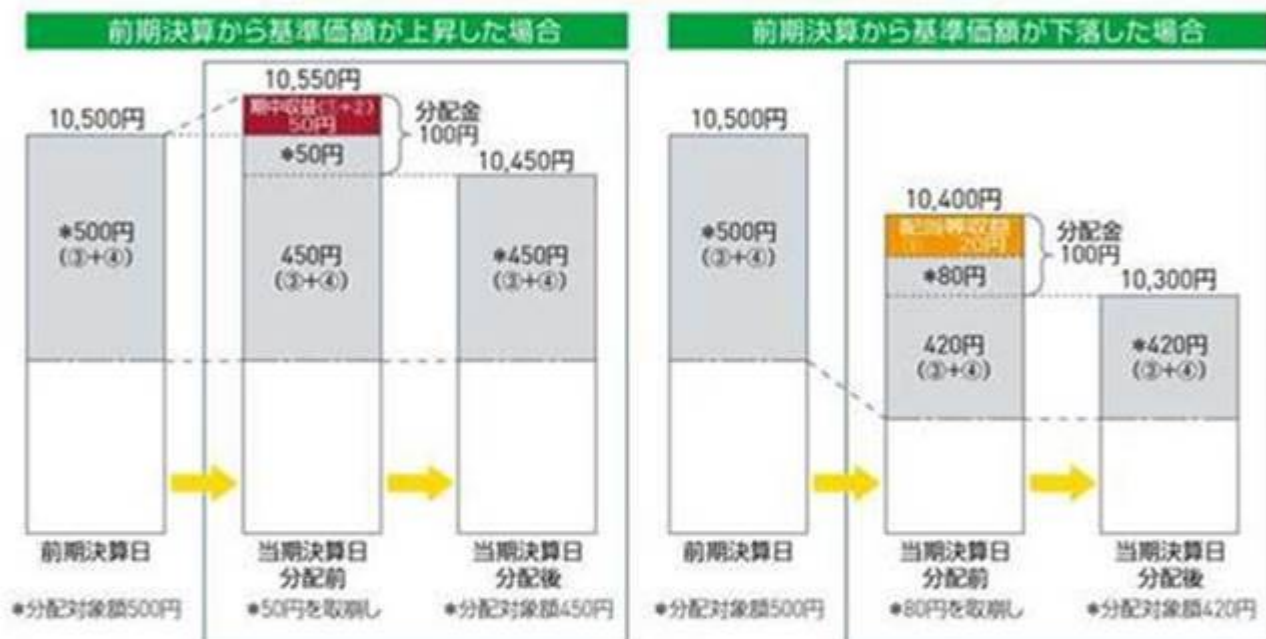 前期決算から基準価額が上昇した場合
10,500円
*500円
(③+④)
前期決算日
*分配対象額500円
10,550円
期中収益(①+②)
50円
*50円
450円
(③+④)
分配金
100円
当期決算日
分配前
*50円を取崩し
10,450円
*450円
(③+④)
当期決算日
分配後
*分配対象額450円
前期決算から基準価額が下落した場合
10,500円
*500円
(③+④)
前期決算日
*分配対象額500円
10,400円
配当等収益
20円
*80円
420円
(③+④)
分配金
100円
当期決算日
分配前
*80円を取崩し
10,300円
*420円
(③+④)
当期決算日
分配後
*分配対象額420円